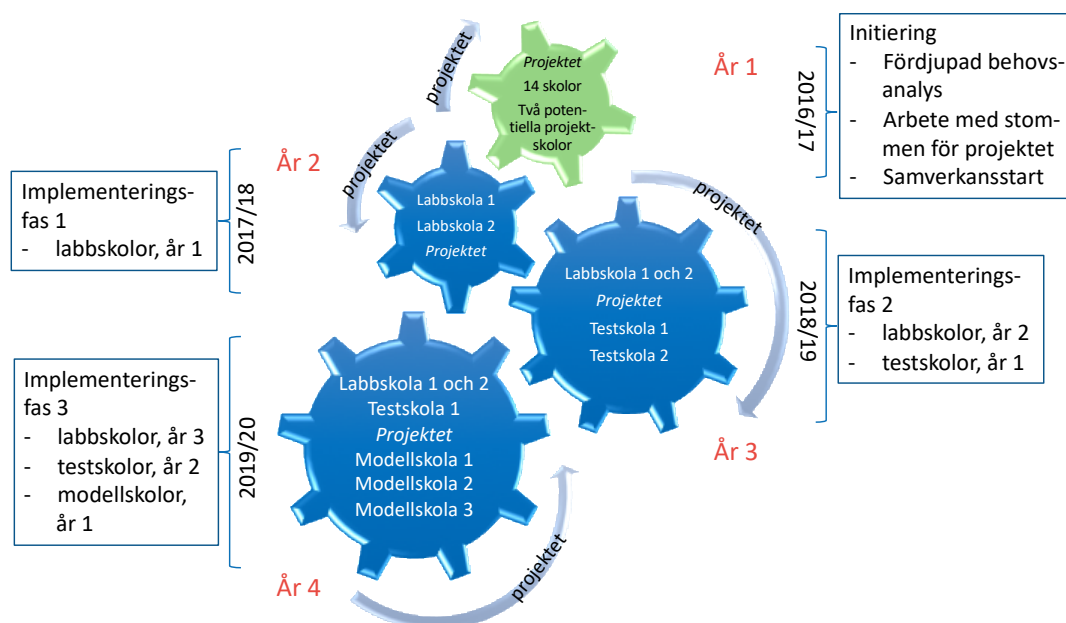 projektet
Projektet
14 skolor
Två poten-
tiella projekt-
skolor
År 1
2016/17
Initiering
- Fördjupad behovs-
analys
- Arbete med stom-
men för projektet
- Samverkansstart
År 2
projektet
2017/18
Implementerings-
fas 1
- labbskolor, år 1
Labbskola 1
Labbskola 2
Projektet
projektet
Labbskola 1 och 2
Projektet
Testskola 1
Testskola 2
2018/19
Implementerings-
fas 2
- labbskolor, år 2
- testskolor, år 1
År 3
Implementerings-
fas 3
- labbskolor, år 3
- testskolor, år 2
- modellskolor,
år 1
2019/20
Labbskola 1 och 2
Testskola 1
Projektet
Modellskola 1
Modellskola 2
Modellskola 3
projektet
År 4